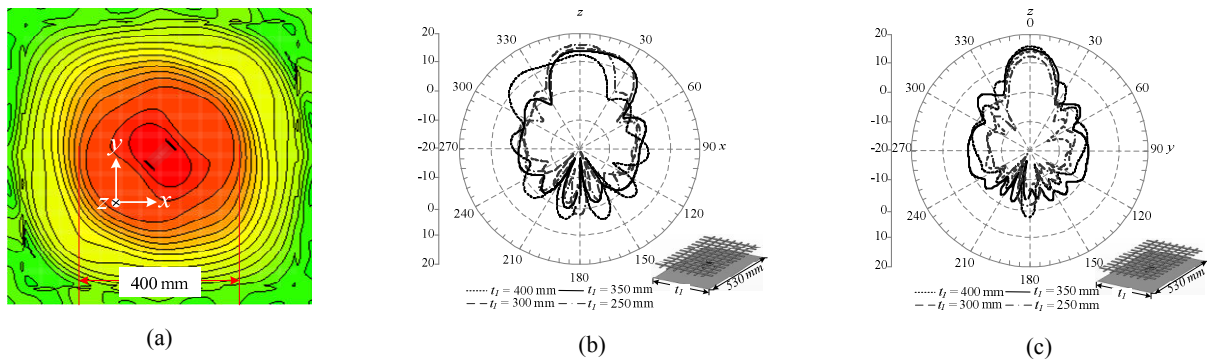 y
z
x
400 mm
(a)
z
20
10
0
-10
-20
-10
0
10
20
330
30
300
60
270
90 x
240
120
210
150
180
t1
530 mm
t1 = 400 mm
t1 = 350 mm
t1 = 300 mm
t1 = 250 mm
(b)
z
0
20
10
0
-10
-20
-10
0
10
20
330
30
300
60
270
90 y
240
120
210
150
180
t1
530 mm
t1 = 400 mm
t1 = 350 mm
t1 = 300 mm
t1 = 250 mm
(c)